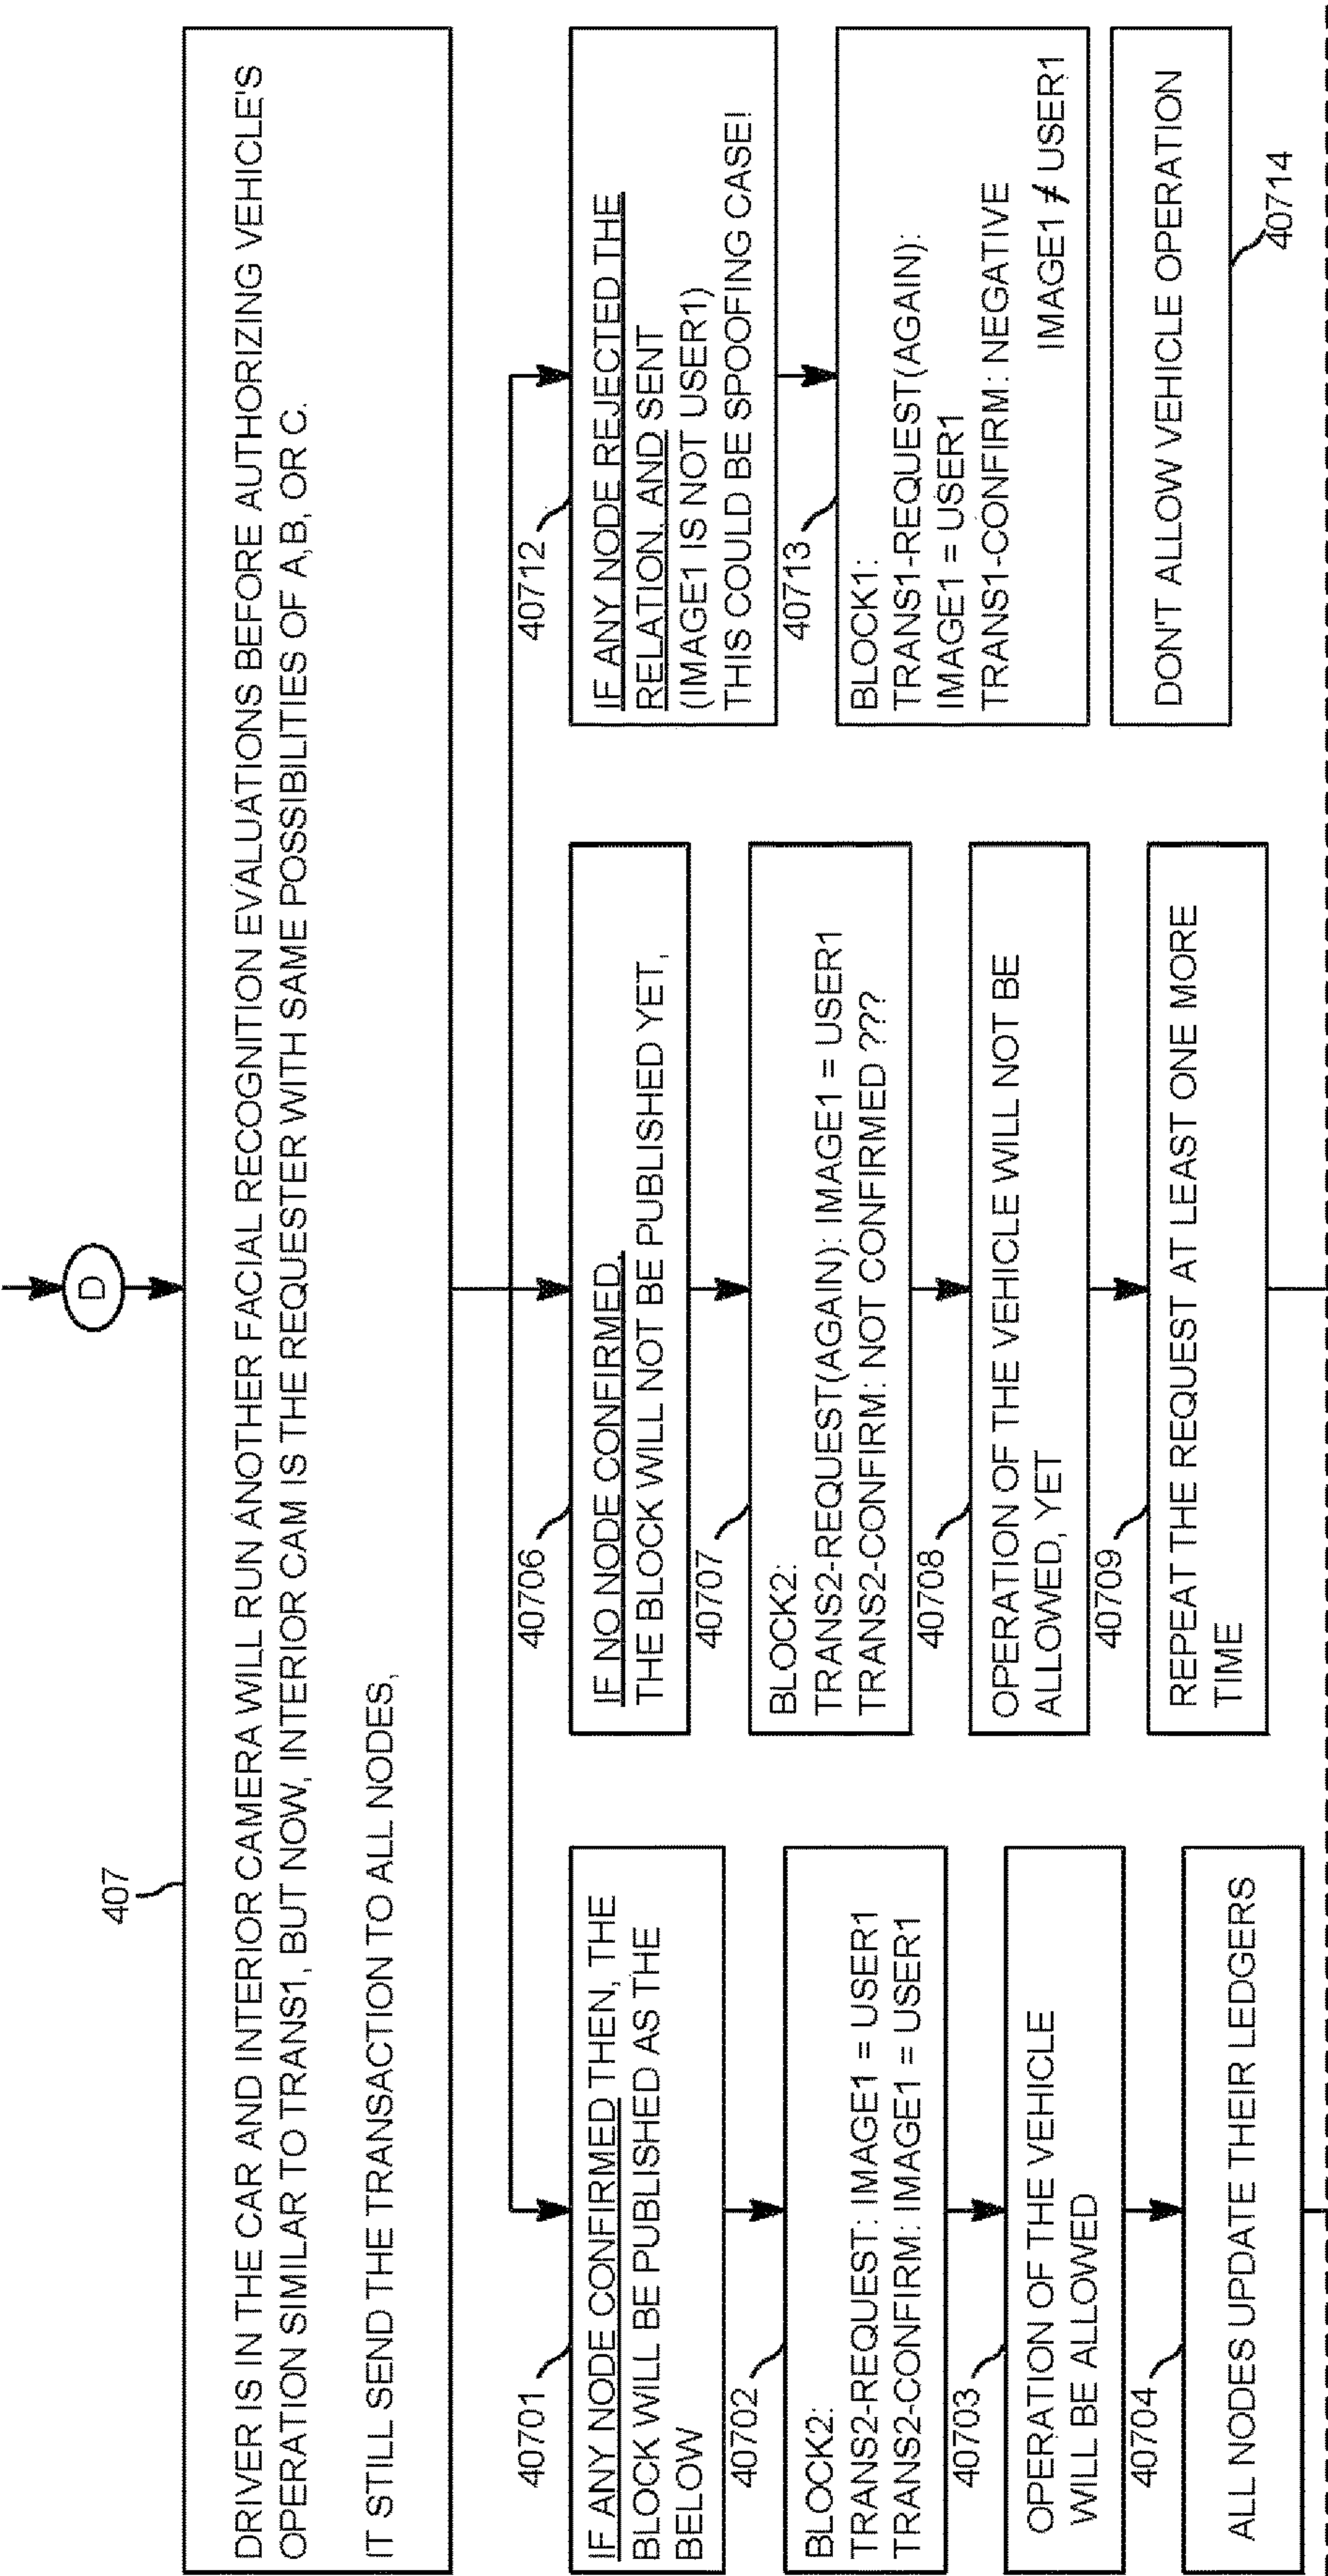 D
407
DRIVER IS IN THE CAR AND INTERIOR CAMERA WILL RUN ANOTHER FACIAL RECOGNITION EVALUATIONS BEFORE AUTHORIZING VEHICLE'S
OPERATION SIMILAR TO TRANS1, BUT NOW, INTERIOR CAM IS THE REQUESTER WITH SAME POSSIBILITIES OF A,B, OR C.
IT STILL SEND THE TRANSACTION TO ALL NODES,
40701
IF ANY NODE CONFIRMED THEN, THE
BLOCK WILL BE PUBLISHED AS THE
BELOW
40702
BLOCK2:
TRANS2-REQUEST: IMAGE1 = USER1
TRANS2-CONFIRM: IMAGE1 = USER1
40703
OPERATION OF THE VEHICLE
WILL BE ALLOWED
40704
ALL NODES UPDATE THEIR LEDGERS
40706
IF NO NODE CONFIRMED,
THE BLOCK WILL NOT BE PUBLISHED YET,
40707
BLOCK2:
TRANS2-REQUEST(AGAIN): IMAGE1 = USER1
TRANS2-CONFIRM: NOT CONFIRMED ???
40708
OPERATION OF THE VEHICLE WILL NOT BE
ALLOWED, YET
40709
REPEAT THE REQUEST AT LEAST ONE MORE
TIME
40712
IF ANY NODE REJECTED THE
RELATION, AND SENT
(IMAGE1 IS NOT USER1)
THIS COULD BE SPOOFING CASE!
40713
BLOCK1:
TRANS1-REQUEST(AGAIN):
IMAGE1 = USER1
TRANS1-CONFIRM: NEGATIVE
IMAGE1 ≠ USER1
DON'T ALLOW VEHICLE OPERATION
40714